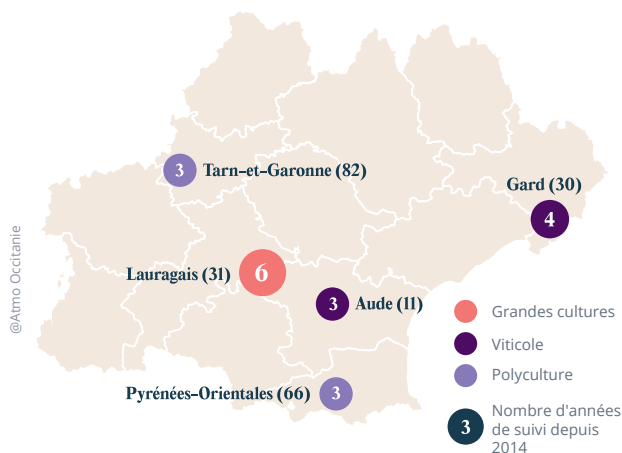 3
Tarn-et-Garonne (82)
Gard (30)
4
Lauragais (31)
6
3
Aude (11)
Pyrénées-Orientales (66)
3
@Atmo Occitanie
Grandes cultures
Viticole
Polyculture
3
Nombre d'années
de suivi depuis
2014